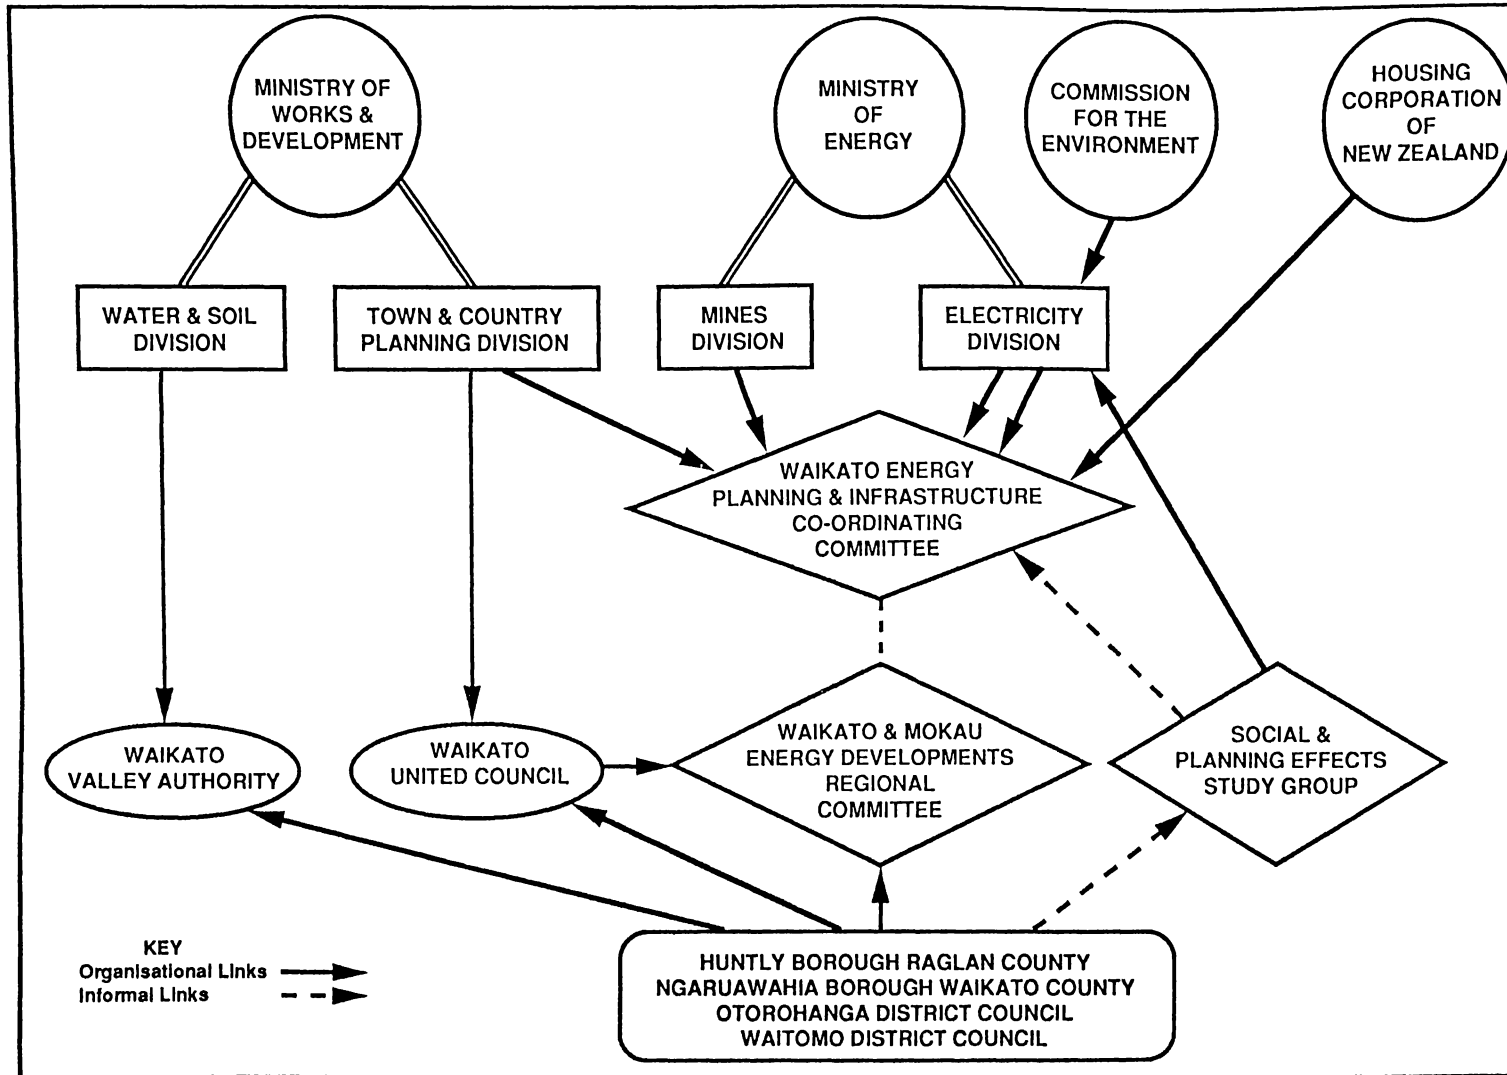 MINISTRY OF
WORKS &
DEVELOPMENT
MINISTRY
OF
ENERGY
COMMISSION
FOR THE
ENVIRONMENT
HOUSING
CORPORATION
OF
NEW ZEALAND
WATER & SOIL
DIVISION
TOWN & COUNTRY
PLANNING DIVISION
MINES
DIVISION
ELECTRICITY
DIVISION
WAIKATO ENERGY
PLANNING & INFRASTRUCTURE
CO-ORDINATING
COMMITTEE
WAIKATO
VALLEY AUTHORITY
WAIKATO
UNITED COUNCIL
WAIKATO & MOKAU
ENERGY DEVELOPMENTS
REGIONAL
COMMITTEE
SOCIAL &
PLANNING EFFECTS
STUDY GROUP
KEY
Organisational Links
Informal Links
HUNTLY BOROUGH RAGLAN COUNTY
NGARUAWAHIA BOROUGH WAIKATO COUNTY
OTOROHANGA DISTRICT COUNCIL
WAITOMO DISTRICT COUNCIL